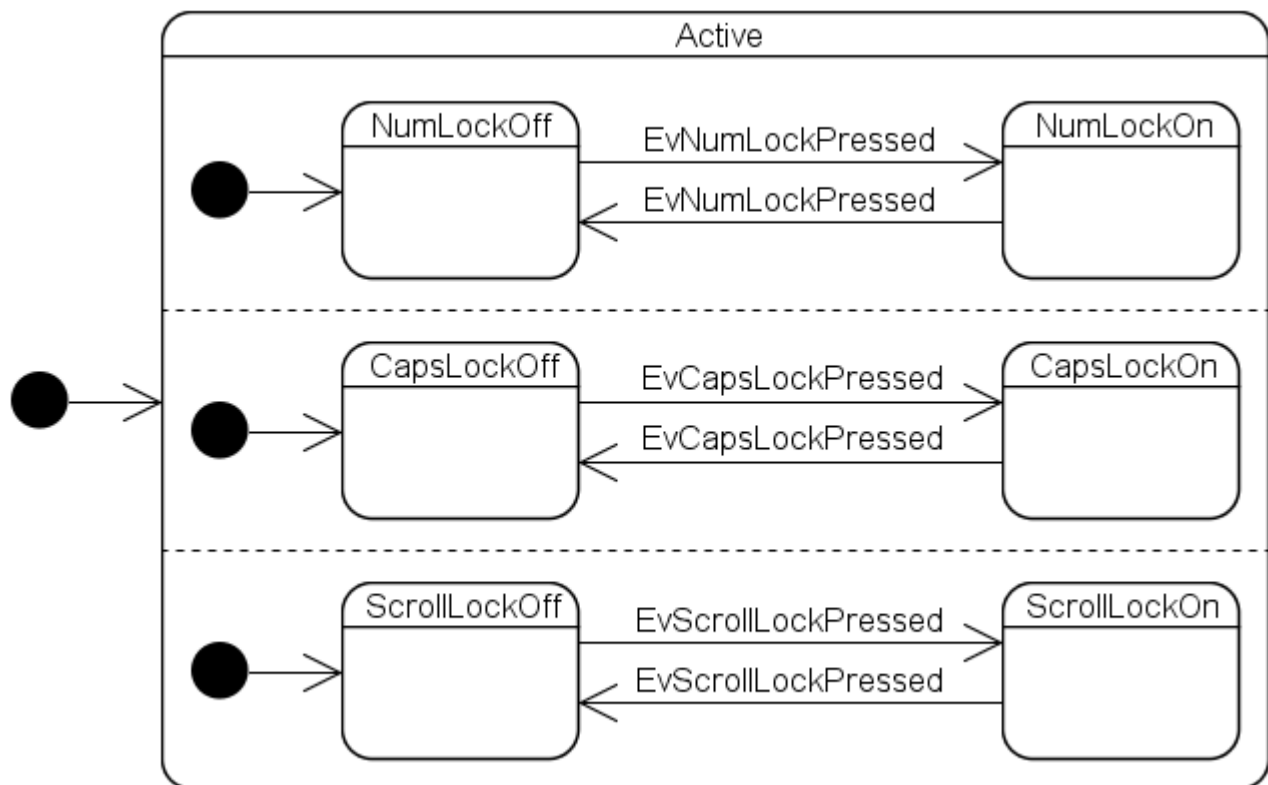 Active
NumLockOff
EvNumLockPressed
NumLockOn
EvNumLockPressed
CapsLockOff
EvCapsLockPressed
CapsLockOn
EvCapsLockPressed
ScrollLockOff
EvScrollLockPressed
ScrollLockOn
EvScrollLockPressed